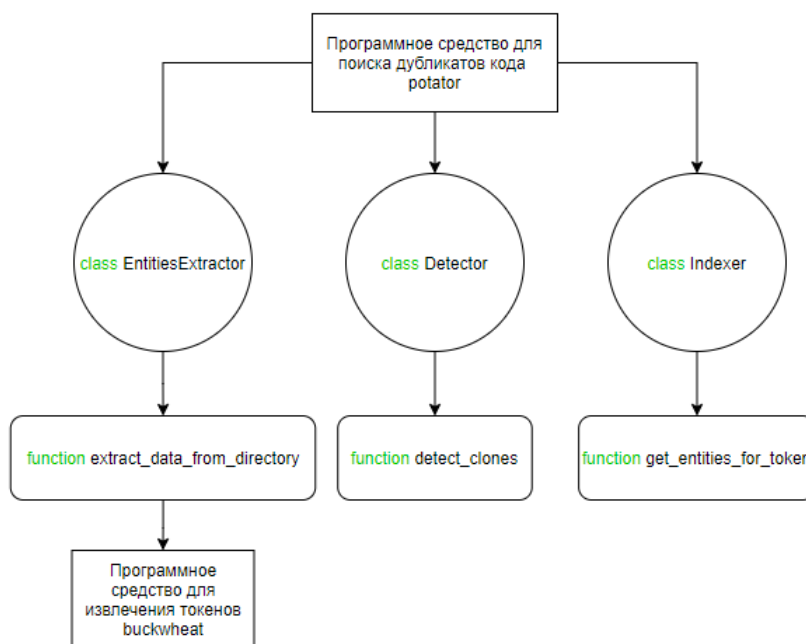 Программное средство для
поиска дубликатов кода
potator
class EntitiesExtractor
class Detector
class Indexer
function extract_data_from_directory
function detect_clones
function get_entities_for_token
Программное
средство для
извлечения токенов
buckwheat